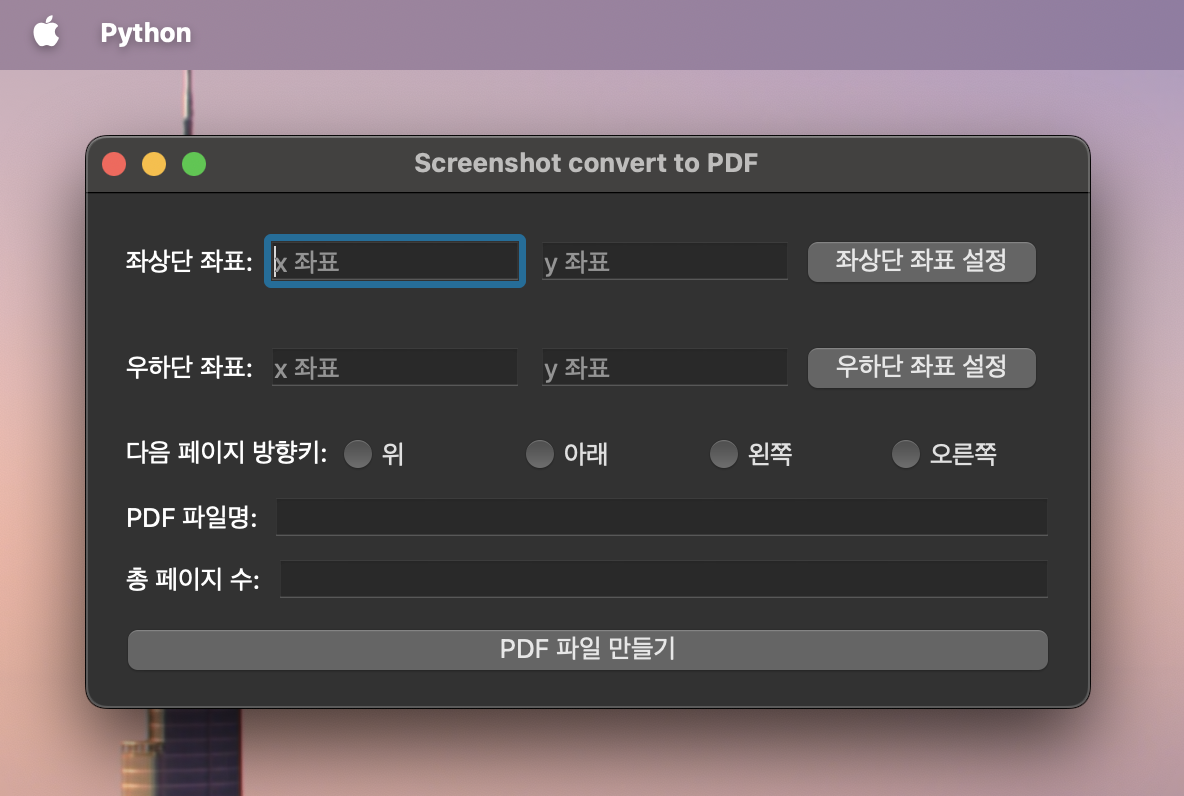 Python
Screenshot convert to PDF
좌상단 좌표: x 좌표 y 좌표 좌상단 좌표 설정
우하단 좌표: x 좌표 y 좌표 우하단 좌표 설정
다음 페이지 방향키: 위 아래 왼쪽 오른쪽
PDF 파일명:
총 페이지 수:
PDF 파일 만들기